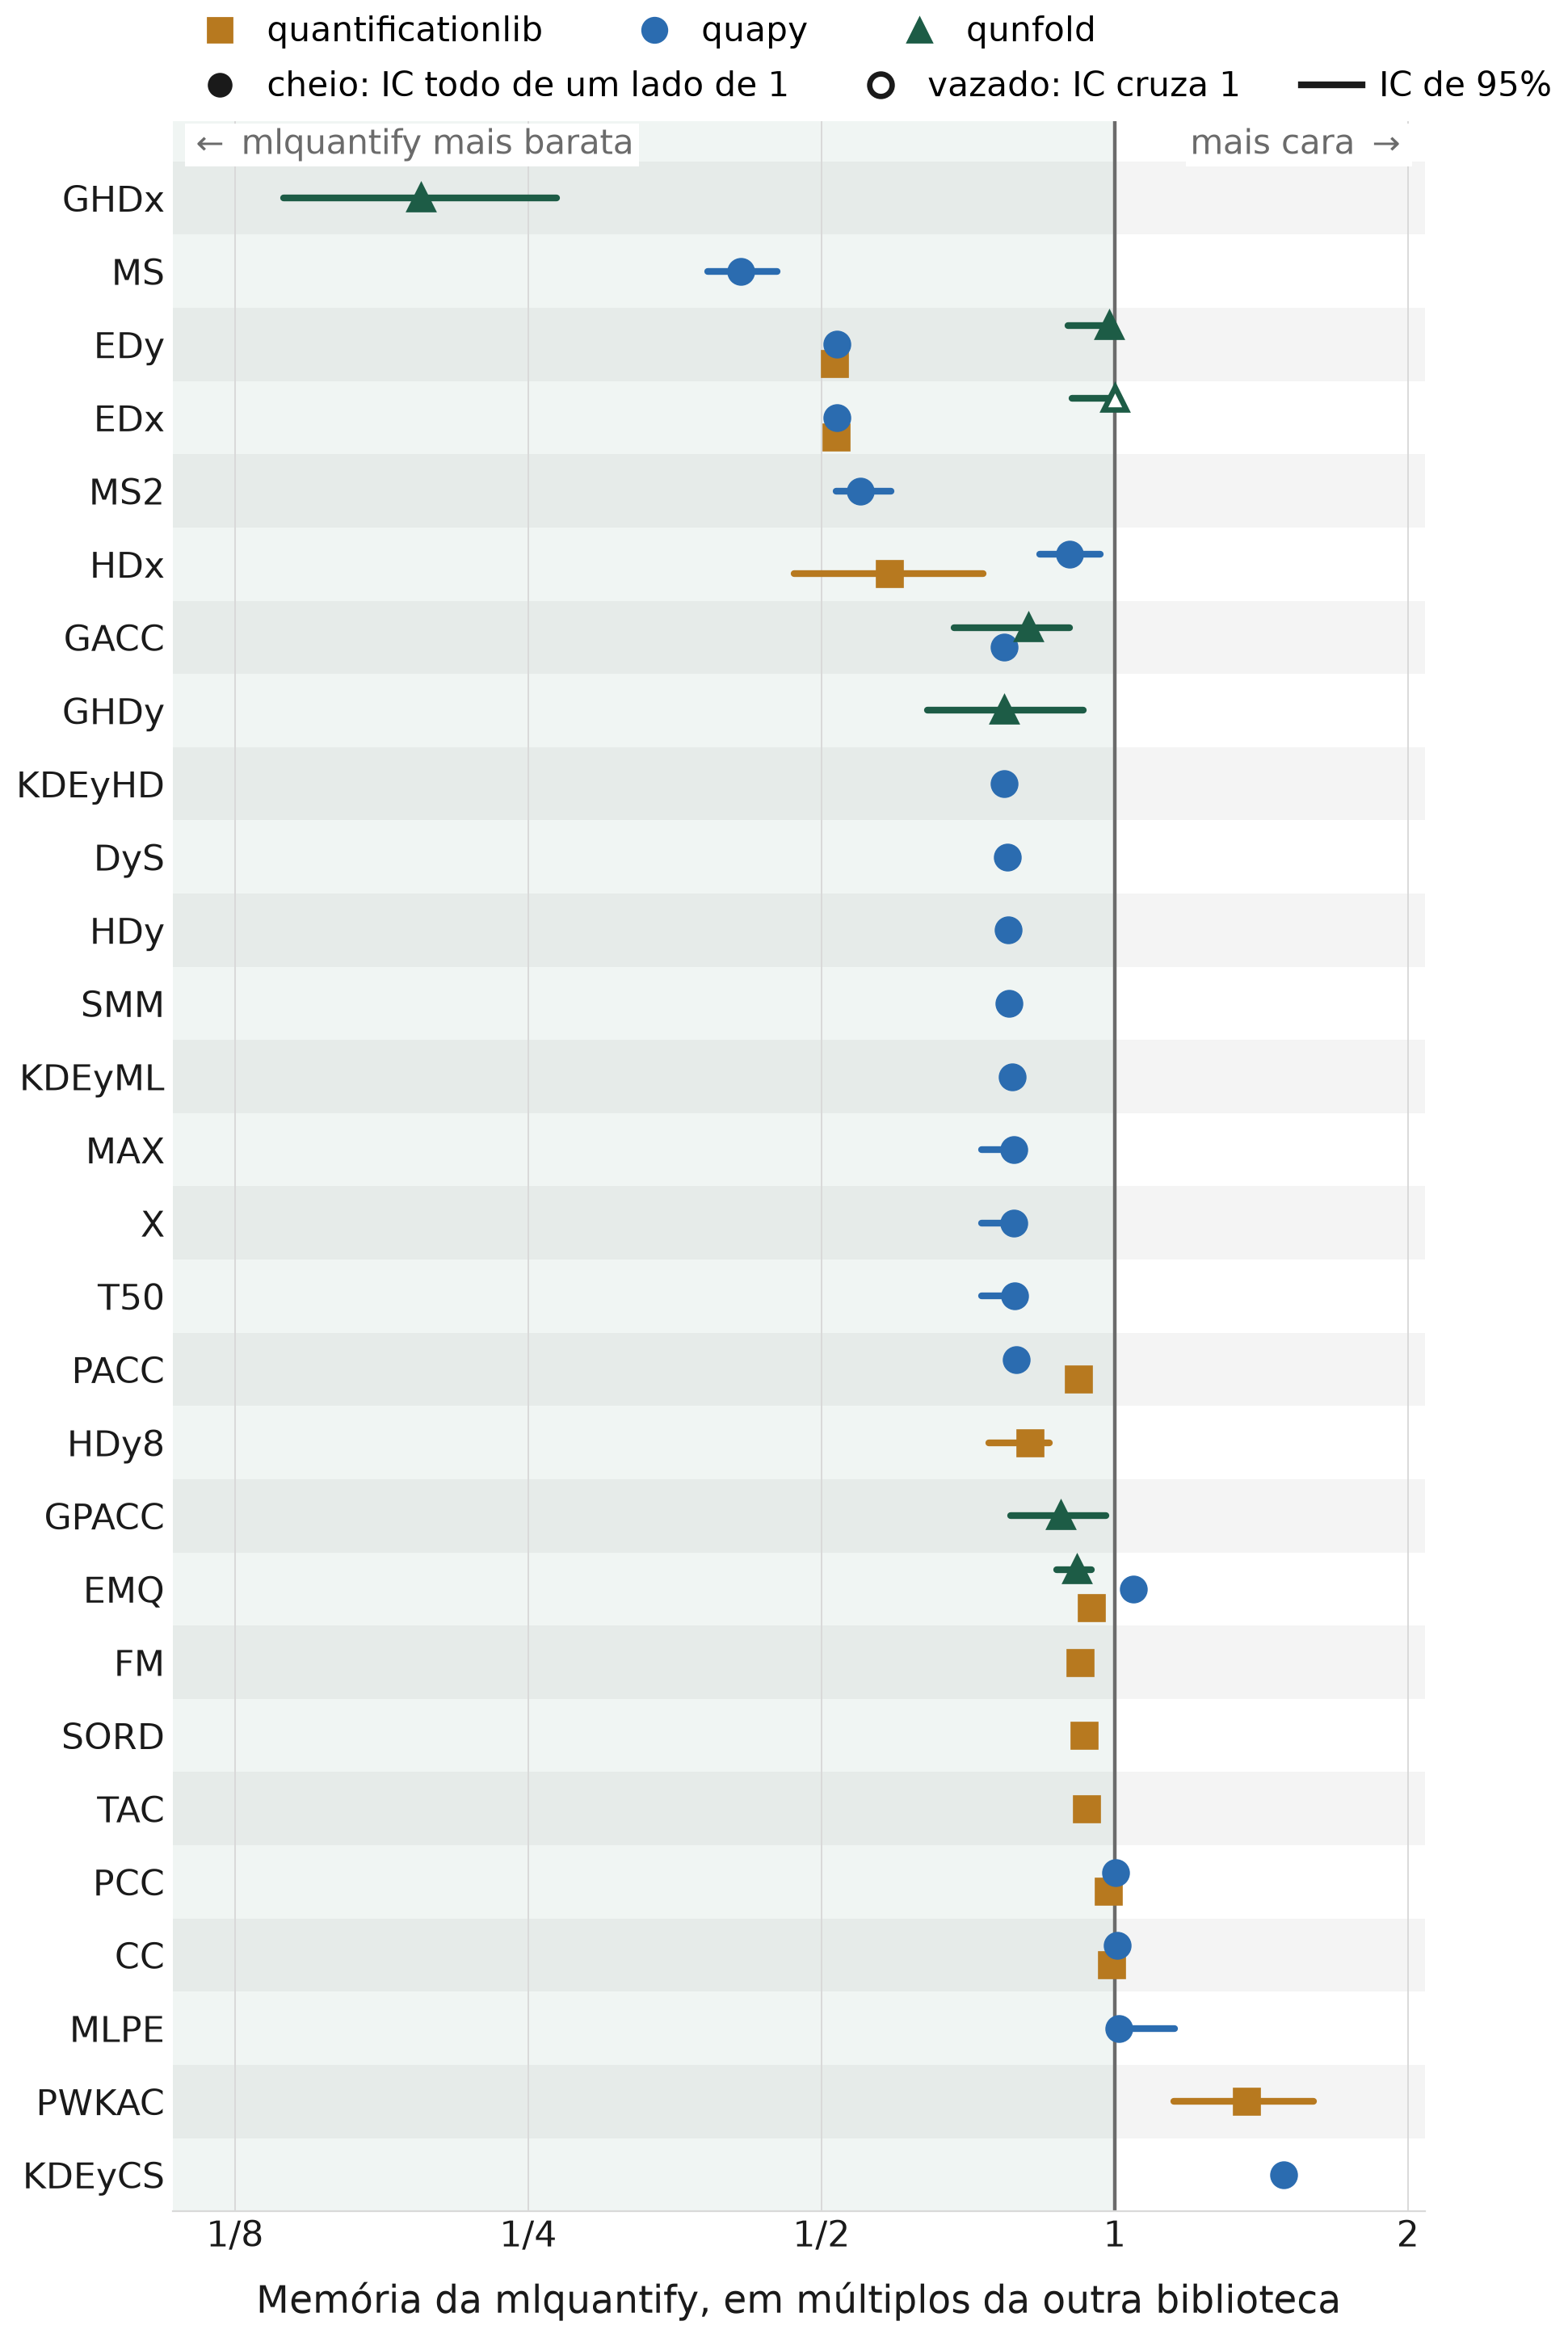 quantificationlib quapy qunfold
cheio: IC todo de um lado de 1 vazado: IC cruza 1 IC de 95%
← mlquantify mais barata mais cara →
GHDx
MS
EDy
EDx
MS2
HDx
GACC
GHDy
KDEyHD
DyS
HDy
SMM
KDEyML
MAX
X
T50
PACC
HDy8
GPACC
EMQ
FM
SORD
TAC
PCC
CC
MLPE
PWKAC
KDEyCS
1/8 1/4 1/2 1 2
Memória da mlquantify, em múltiplos da outra biblioteca